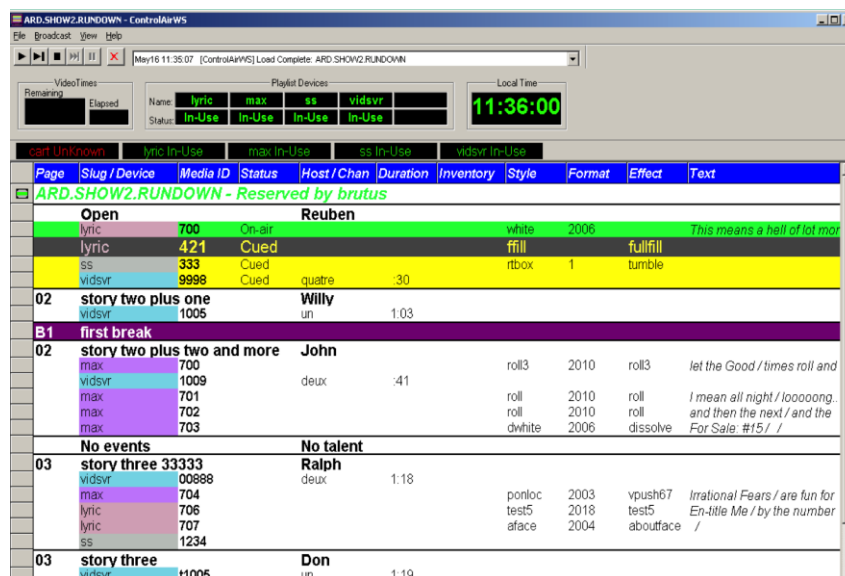 ARD.SHOW2.RUNDOWN - ControlAirWS
File Broadcast View Help
May16 11:35:07 [ControlAirWS] Load Complete: ARD.SHOW2.RUNDOWN
VideoTimes Playlist Devices Local Time
Remaining Elapsed
Name: lyric max ss vidsvr
Status: In-Use In-Use In-Use In-Use
11:36:00
cart UnKnown lyric In-Use max In-Use ss In-Use vidsvr In-Use
Page Slug / Device Media ID Status Host / Chan Duration Inventory Style Format Effect Text
ARD.SHOW2.RUNDOWN - Reserved by brutus
Open Reuben
lyric 700 On-air white 2006 This means a hell of lot mor
lyric 421 Cued ffill fullfill
ss 333 Cued rtbox 1 tumble
vidsvr 9998 Cued quatre :30
02 story two plus one Willy
vidsvr 1005 un 1:03
B1 first break
02 story two plus two and more John
max 700 roll3 2010 roll3 let the Good / times roll and
vidsvr 1009 deux :41
max 701 roll 2010 roll I mean all night / looooong..
max 702 roll 2010 roll and then the next / and the
max 703 dwhite 2006 dissolve For Sale: #15 / /
No events No talent
03 story three 33333 Ralph
vidsvr 00888 deux 1:18
max 704 ponloc 2003 vpush67 Irrational Fears / are fun for
lyric 706 test5 2018 test5 En-title Me / by the number
lyric 707 aface 2004 aboutface /
ss 1234
03 story three Don
vidsvr t1005 un 1:19